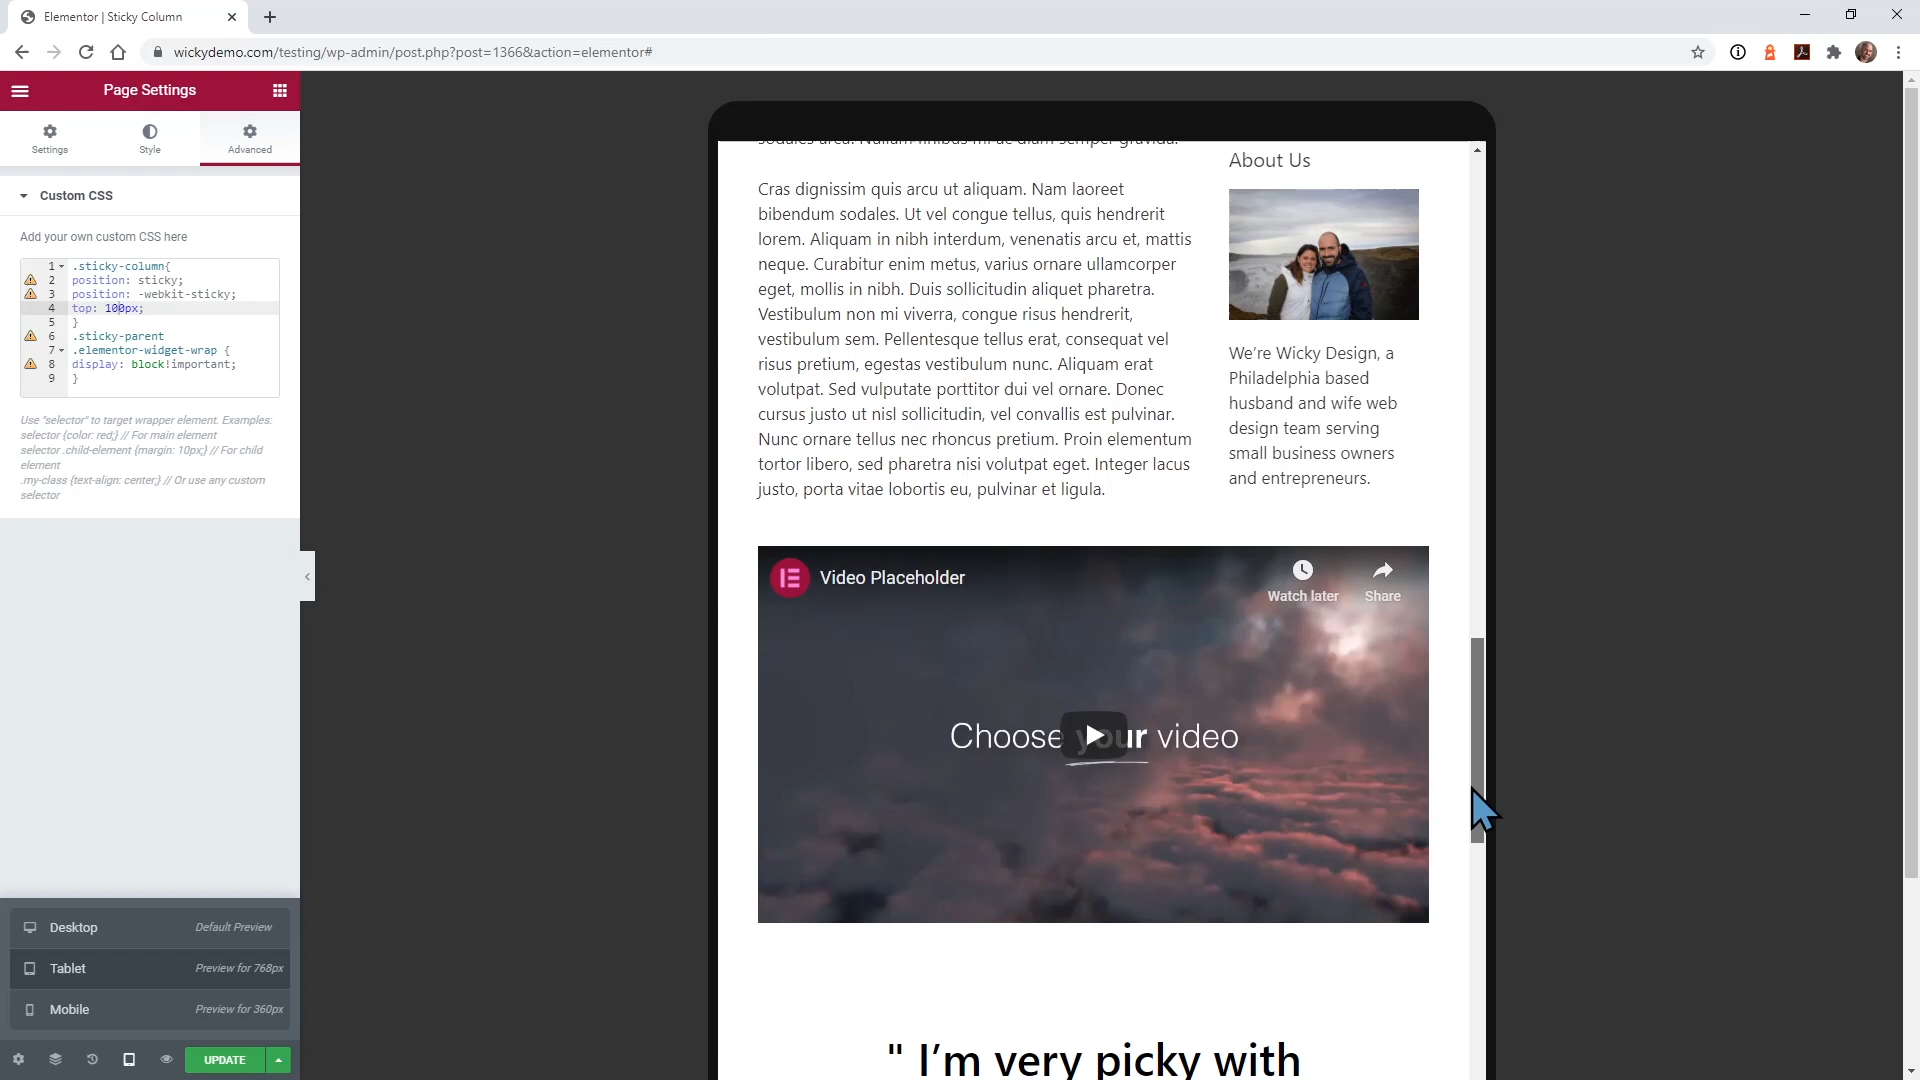 Elementor | Sticky Column
wickydemo.com/testing/wp-admin/post.php?post=1366&action=elementor#
Page Settings
Settings
Style
Advanced
Custom CSS
Add your own custom CSS here
1 .sticky-column{
2 position: sticky;
3 position: -webkit-sticky;
4 top: 100px;
5 }
6 .sticky-parent
7 .elementor-widget-wrap {
8 display: block!important;
9 }
Use "selector" to target wrapper element. Examples:
selector {color: red;} // For main element
selector .child-element {margin: 10px;} // For child
element
.my-class {text-align: center;} // Or use any custom
selector
Desktop Default Preview
Tablet Preview for 768px
Mobile Preview for 360px
UPDATE
Cras dignissim quis arcu ut aliquam. Nam laoreet
bibendum sodales. Ut vel congue tellus, quis hendrerit
lorem. Aliquam in nibh interdum, venenatis arcu et, mattis
neque. Curabitur enim metus, varius ornare ullamcorper
eget, mollis in nibh. Duis sollicitudin aliquet pharetra.
Vestibulum non mi viverra, congue risus hendrerit,
vestibulum sem. Pellentesque tellus erat, consequat vel
risus pretium, egestas vestibulum nunc. Aliquam erat
volutpat. Sed vulputate porttitor dui vel ornare. Donec
cursus justo ut nisl sollicitudin, vel convallis est pulvinar.
Nunc ornare tellus nec rhoncus pretium. Proin elementum
tortor libero, sed pharetra nisi volutpat eget. Integer lacus
justo, porta vitae lobortis eu, pulvinar et ligula.
About Us
We're Wicky Design, a
Philadelphia based
husband and wife web
design team serving
small business owners
and entrepreneurs.
Video Placeholder
Watch later
Share
Choose your video
" I'm very picky with